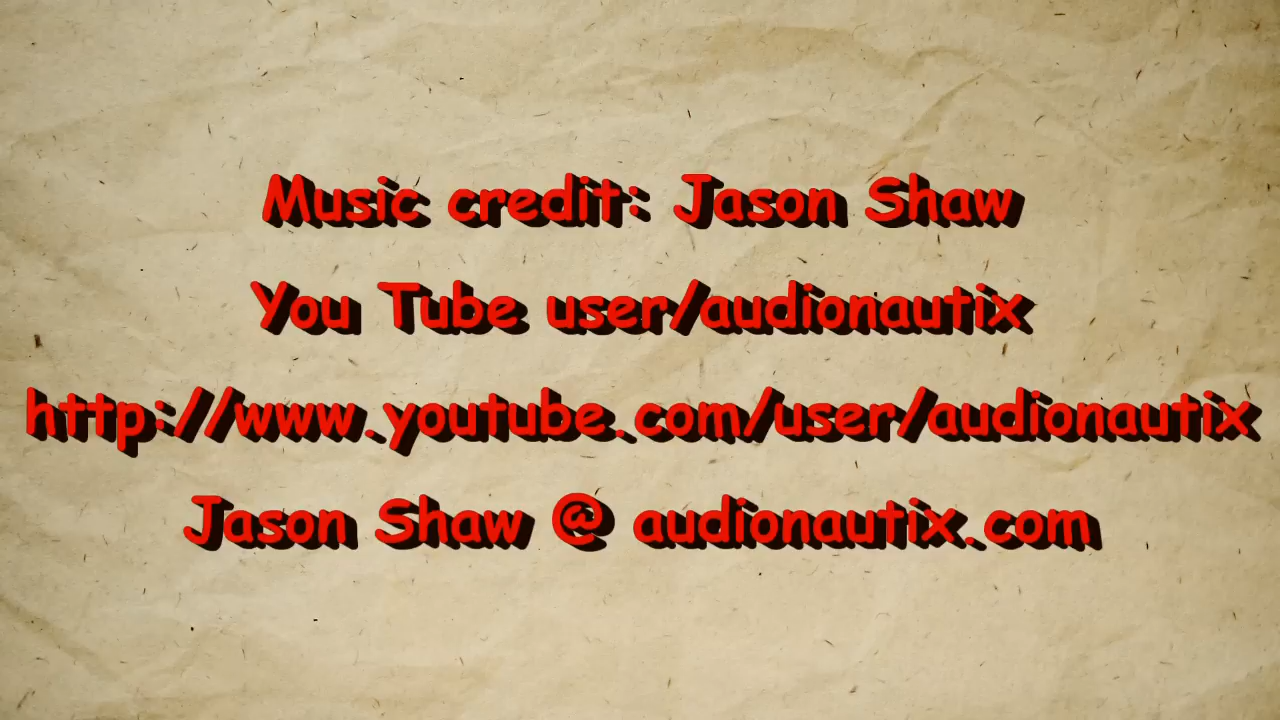 Music credit: Jason Shaw
You Tube user/audionautix
http://www.youtube.com/user/audionautix
Jason Shaw @ audionautix.com